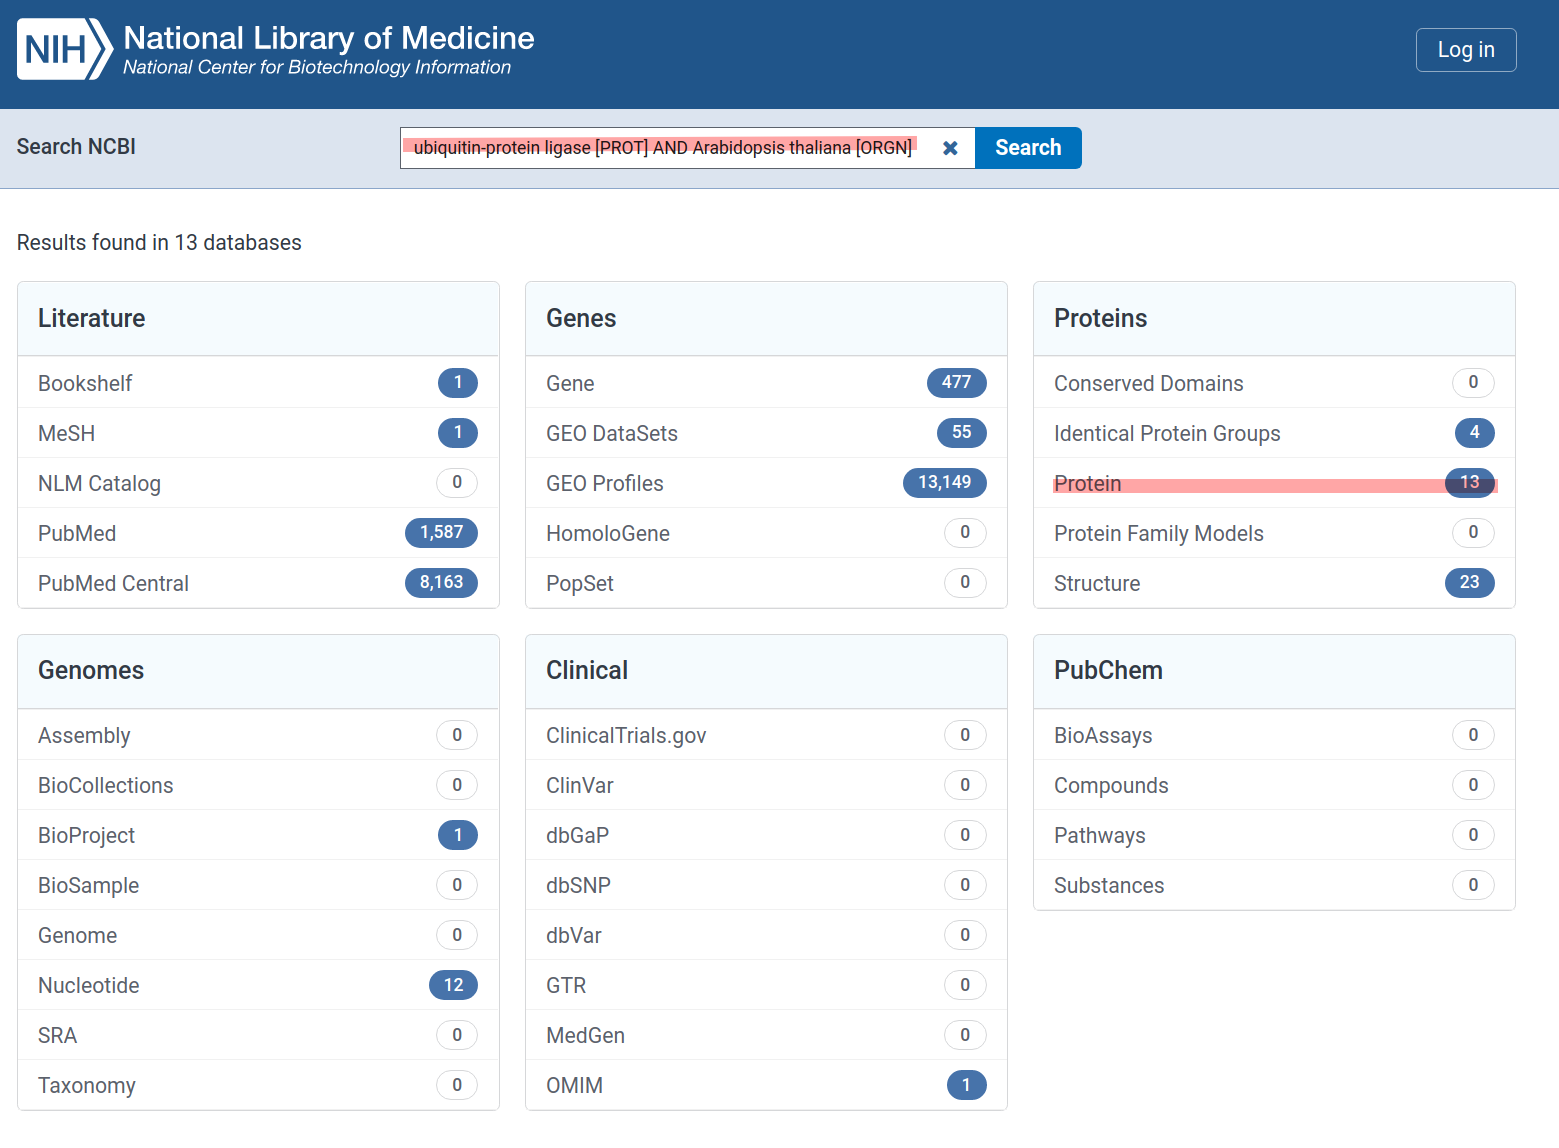 NIH
National Library of Medicine
National Center for Biotechnology Information
Log in
Search NCBI
ubiquitin-protein ligase [PROT] AND Arabidopsis thaliana [ORGN]
Search
Results found in 13 databases
Literature
Bookshelf 1
MeSH 1
NLM Catalog 0
PubMed 1,587
PubMed Central 8,163
Genes
Gene 477
GEO DataSets 55
GEO Profiles 13,149
HomoloGene 0
PopSet 0
Proteins
Conserved Domains 0
Identical Protein Groups 4
Protein 13
Protein Family Models 0
Structure 23
Genomes
Assembly 0
BioCollections 0
BioProject 1
BioSample 0
Genome 0
Nucleotide 12
SRA 0
Taxonomy 0
Clinical
ClinicalTrials.gov 0
ClinVar 0
dbGaP 0
dbSNP 0
dbVar 0
GTR 0
MedGen 0
OMIM 1
PubChem
BioAssays 0
Compounds 0
Pathways 0
Substances 0